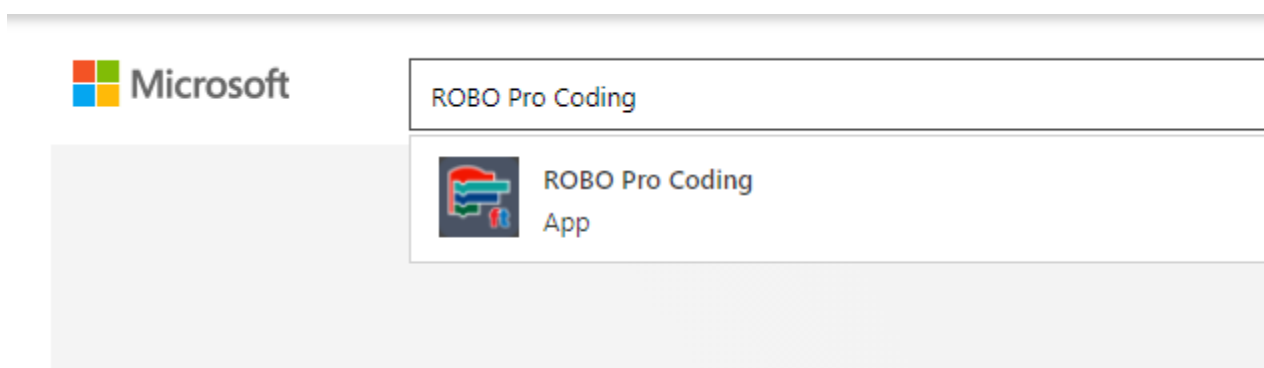 Microsoft
ROBO Pro Coding
ROBO Pro Coding
App
ft